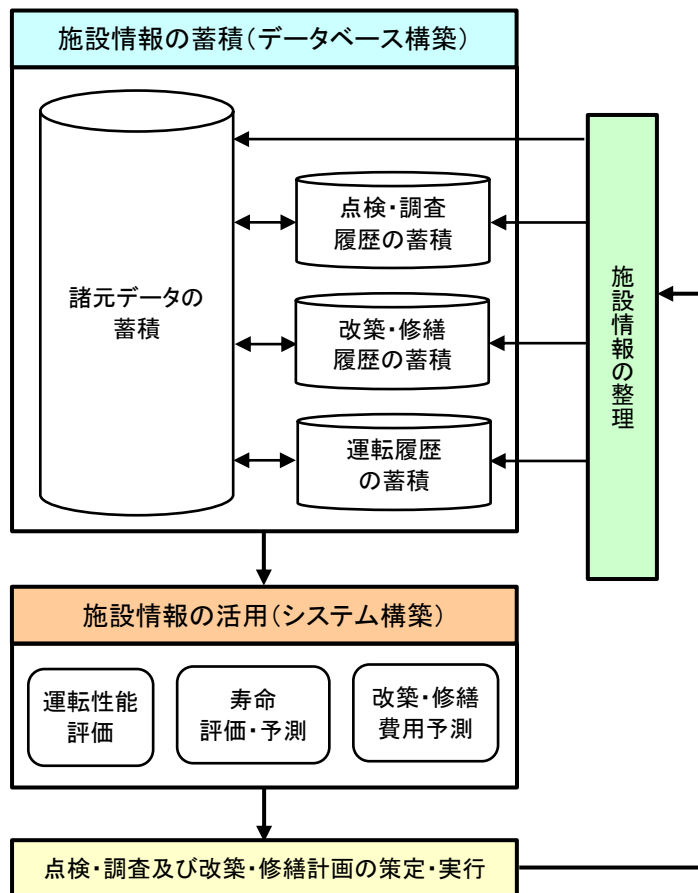 施設情報の蓄積（データベース構築）
諸元データの
蓄積
点検・調査
履歴の蓄積
改築・修繕
履歴の蓄積
運転履歴
の蓄積
施設情報の整理
施設情報の活用（システム構築）
運転性能
評価
寿命
評価・予測
改築・修繕
費用予測
点検・調査及び改築・修繕計画の策定・実行